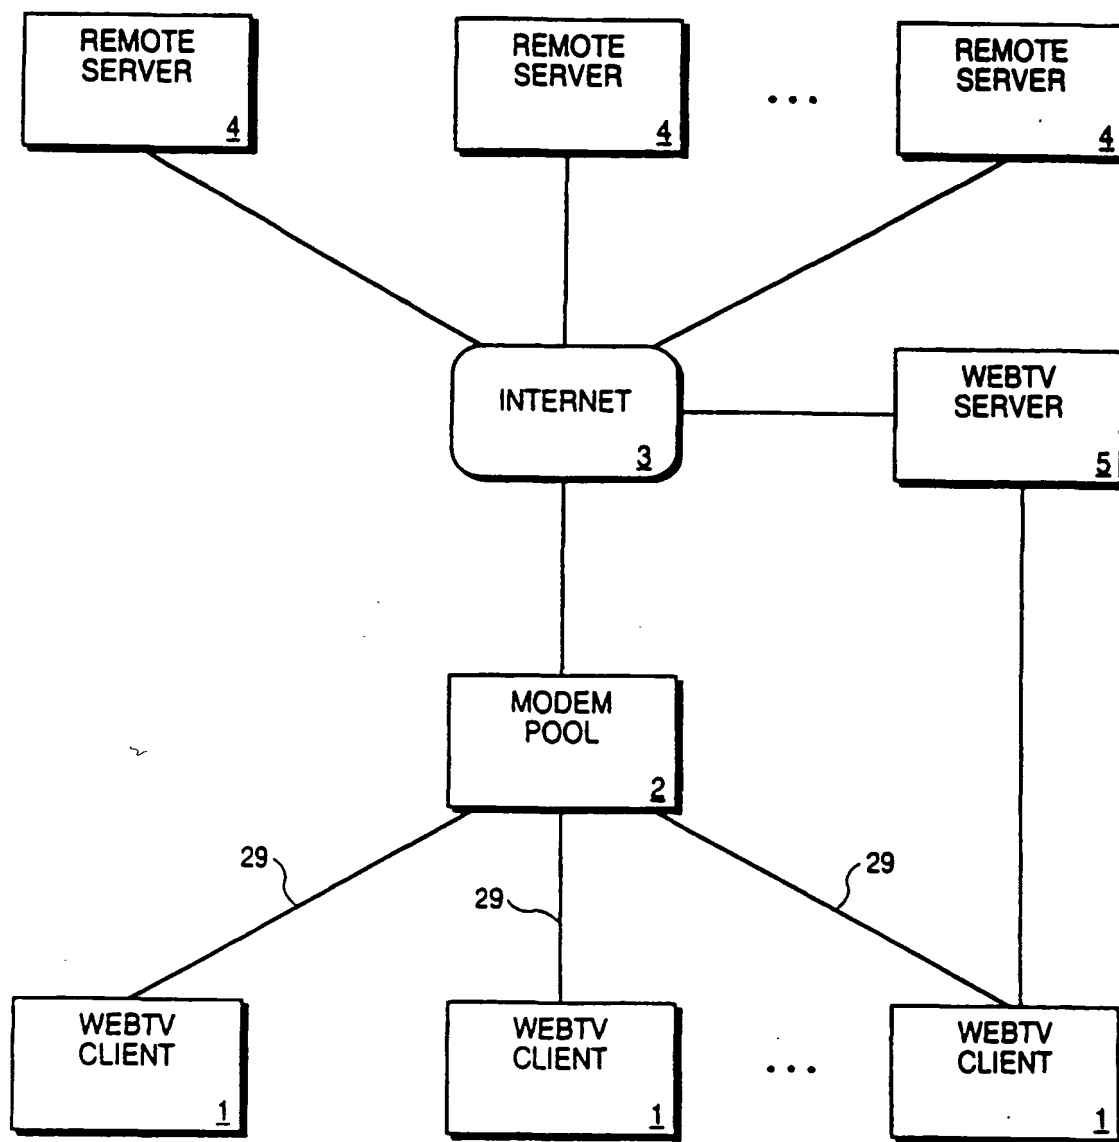 REMOTE
SERVER
4
REMOTE
SERVER
4
...
REMOTE
SERVER
4
INTERNET
3
WEBTV
SERVER
5
MODEM
POOL
2
29
29
29
WEBTV
CLIENT
1
WEBTV
CLIENT
1
...
WEBTV
CLIENT
1